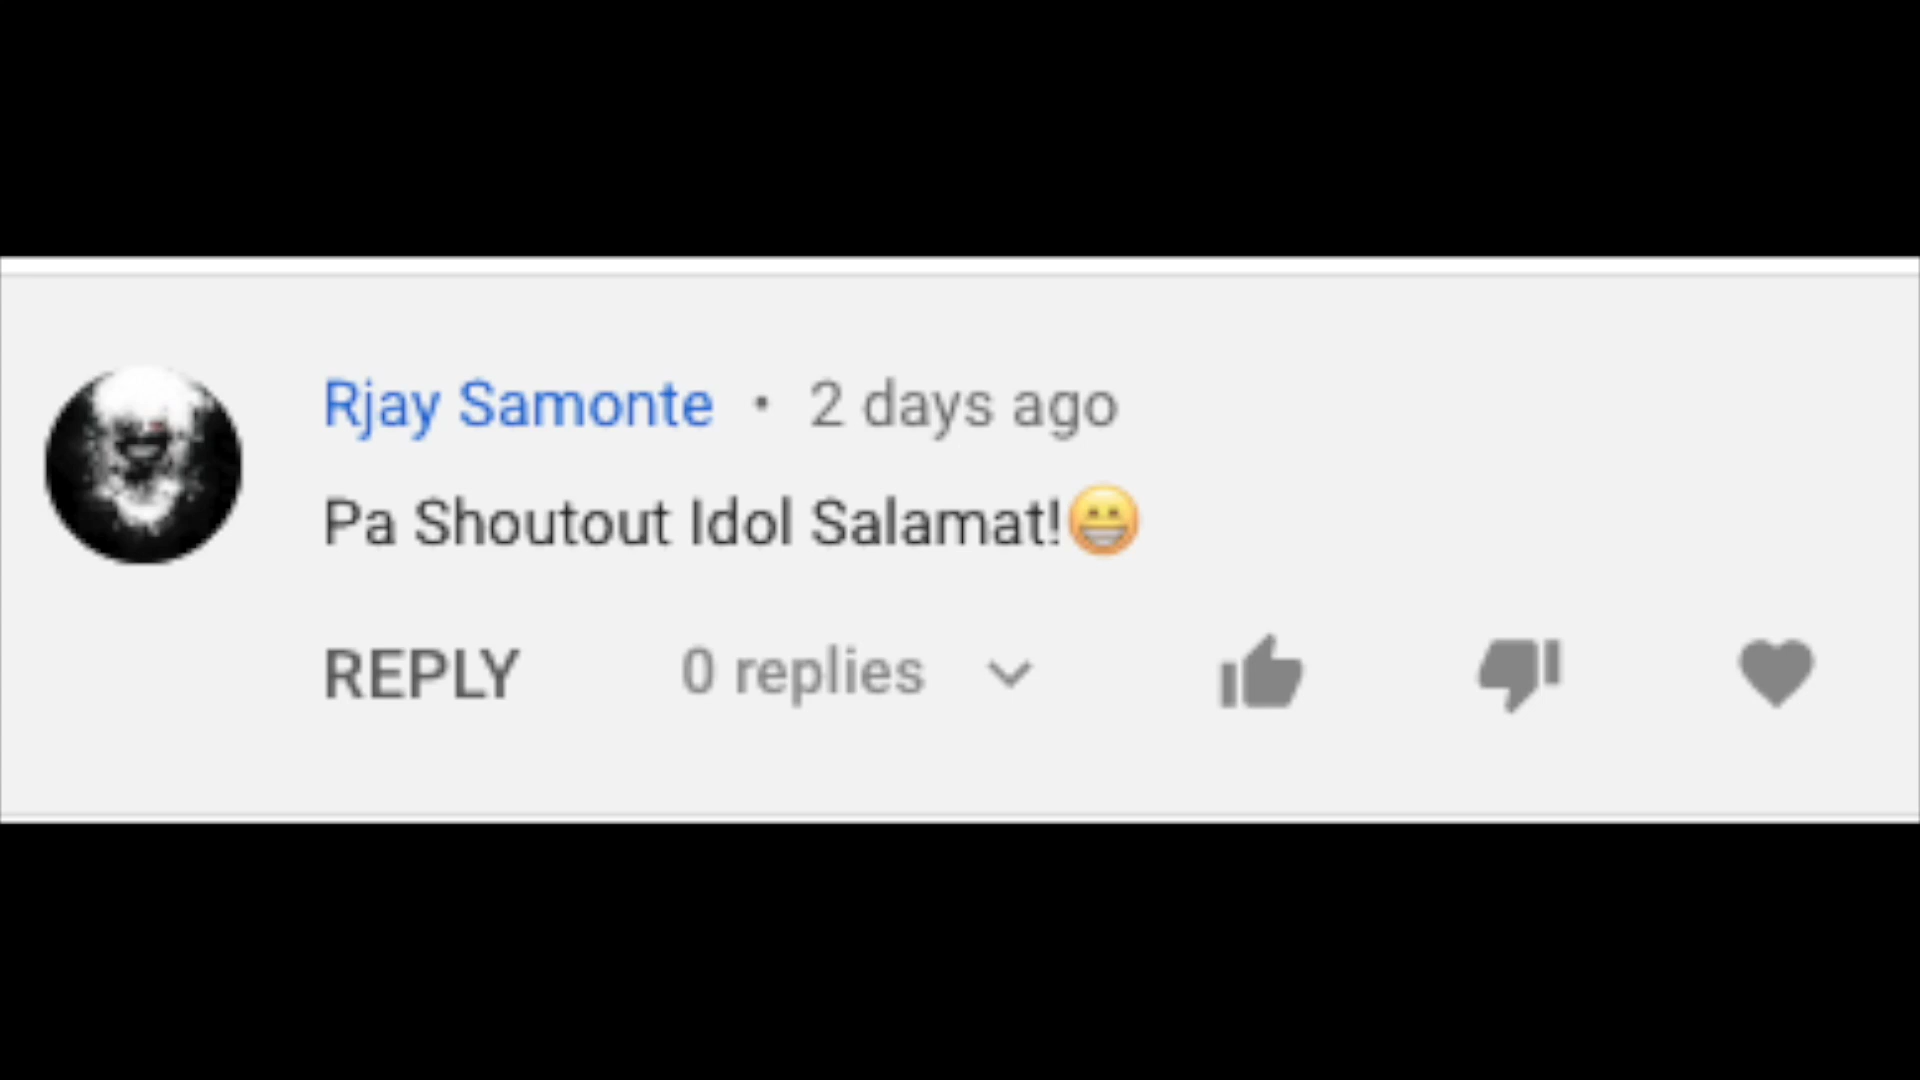 Rjay Samonte • 2 days ago
Pa Shoutout Idol Salamat!😁
REPLY 0 replies